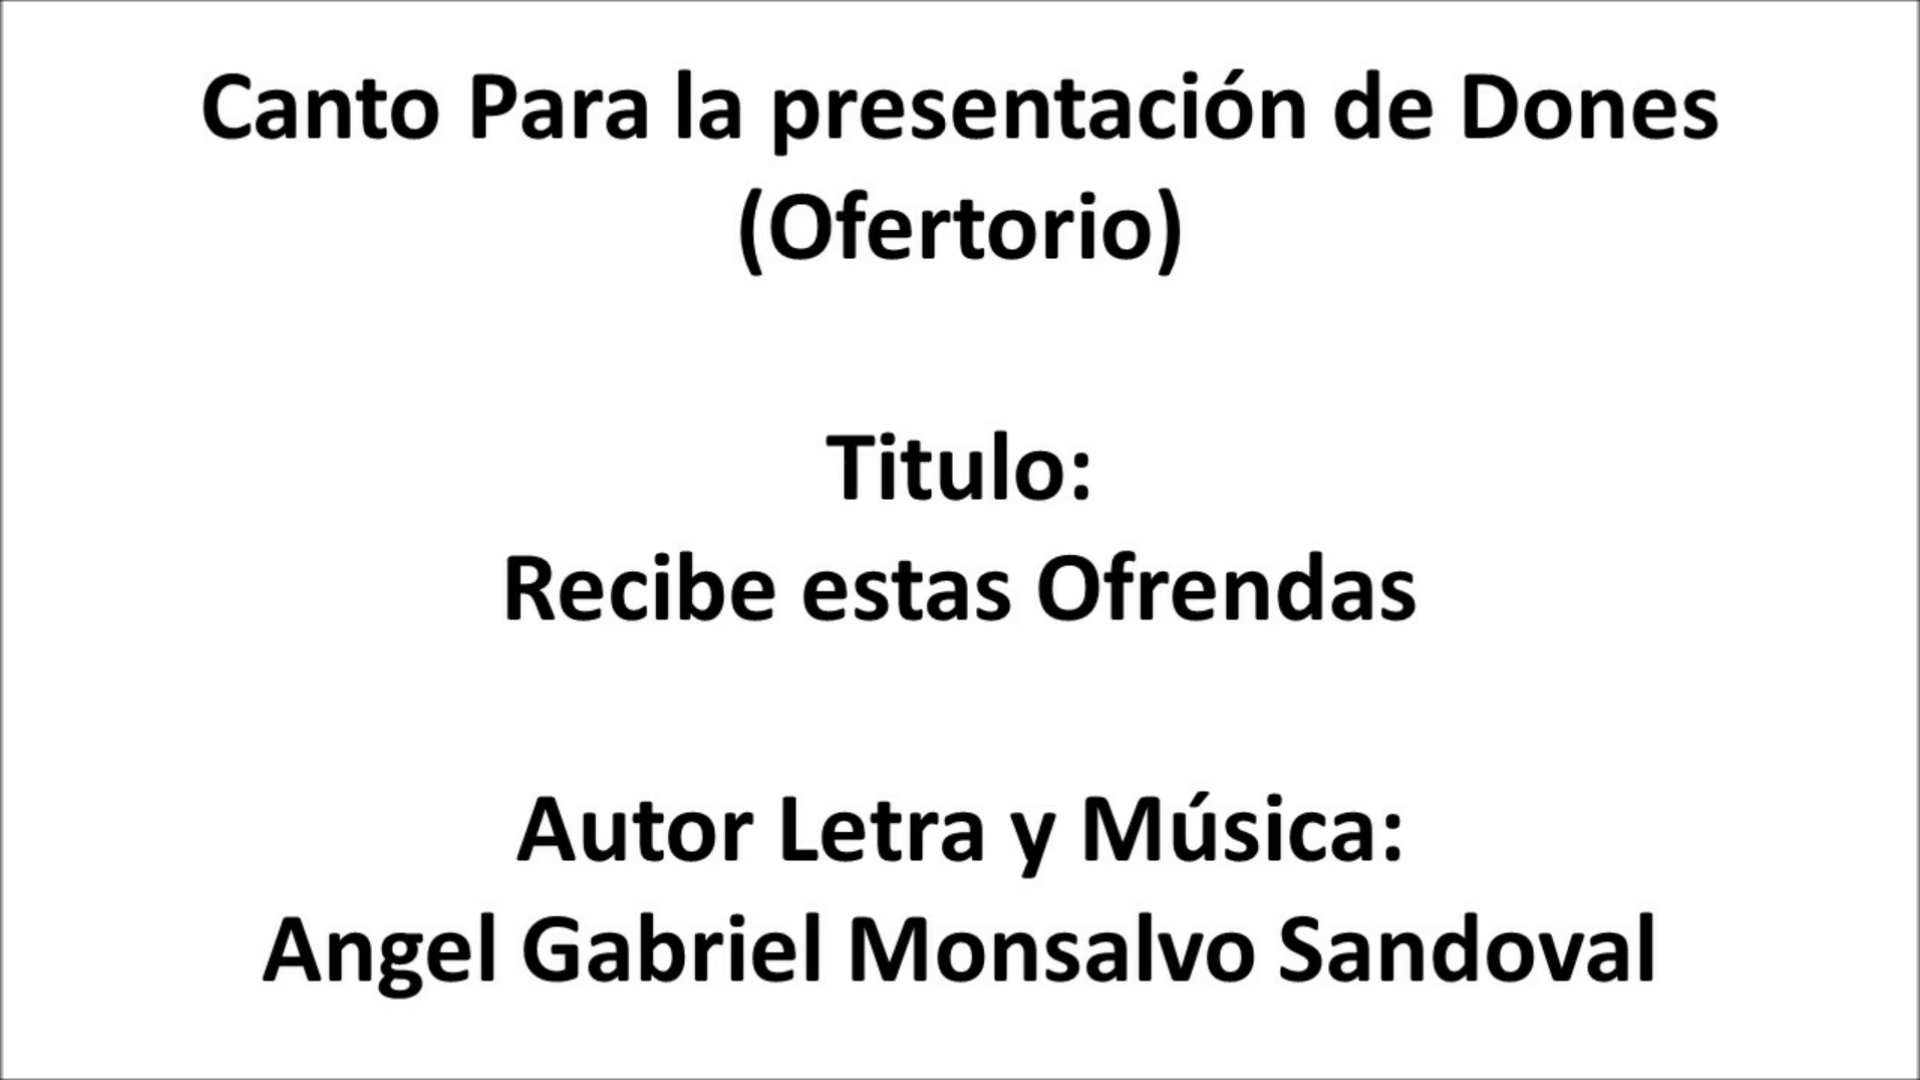 Canto Para la presentación de Dones
(Ofertorio)
Titulo:
Recibe estas Ofrendas
Autor Letra y Música:
Angel Gabriel Monsalvo Sandoval